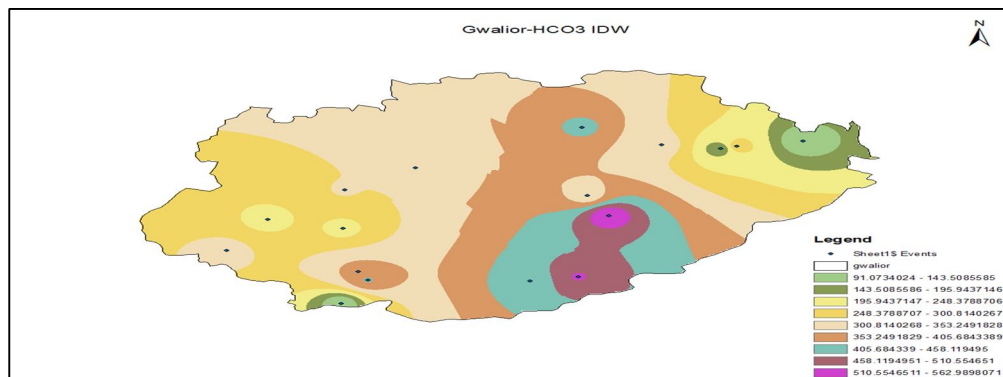 Gwalior-HCO3 IDW
N
Legend
Sheet1$ Events
gwalior
91.0734024 - 143.5085585
143.5085586 - 195.9437146
195.9437147 - 248.3788706
248.3788707 - 300.8140267
300.8140268 - 353.2491828
353.2491829 - 405.6843389
405.684339 - 458.119495
458.1194951 - 510.554651
510.5546511 - 562.9898071